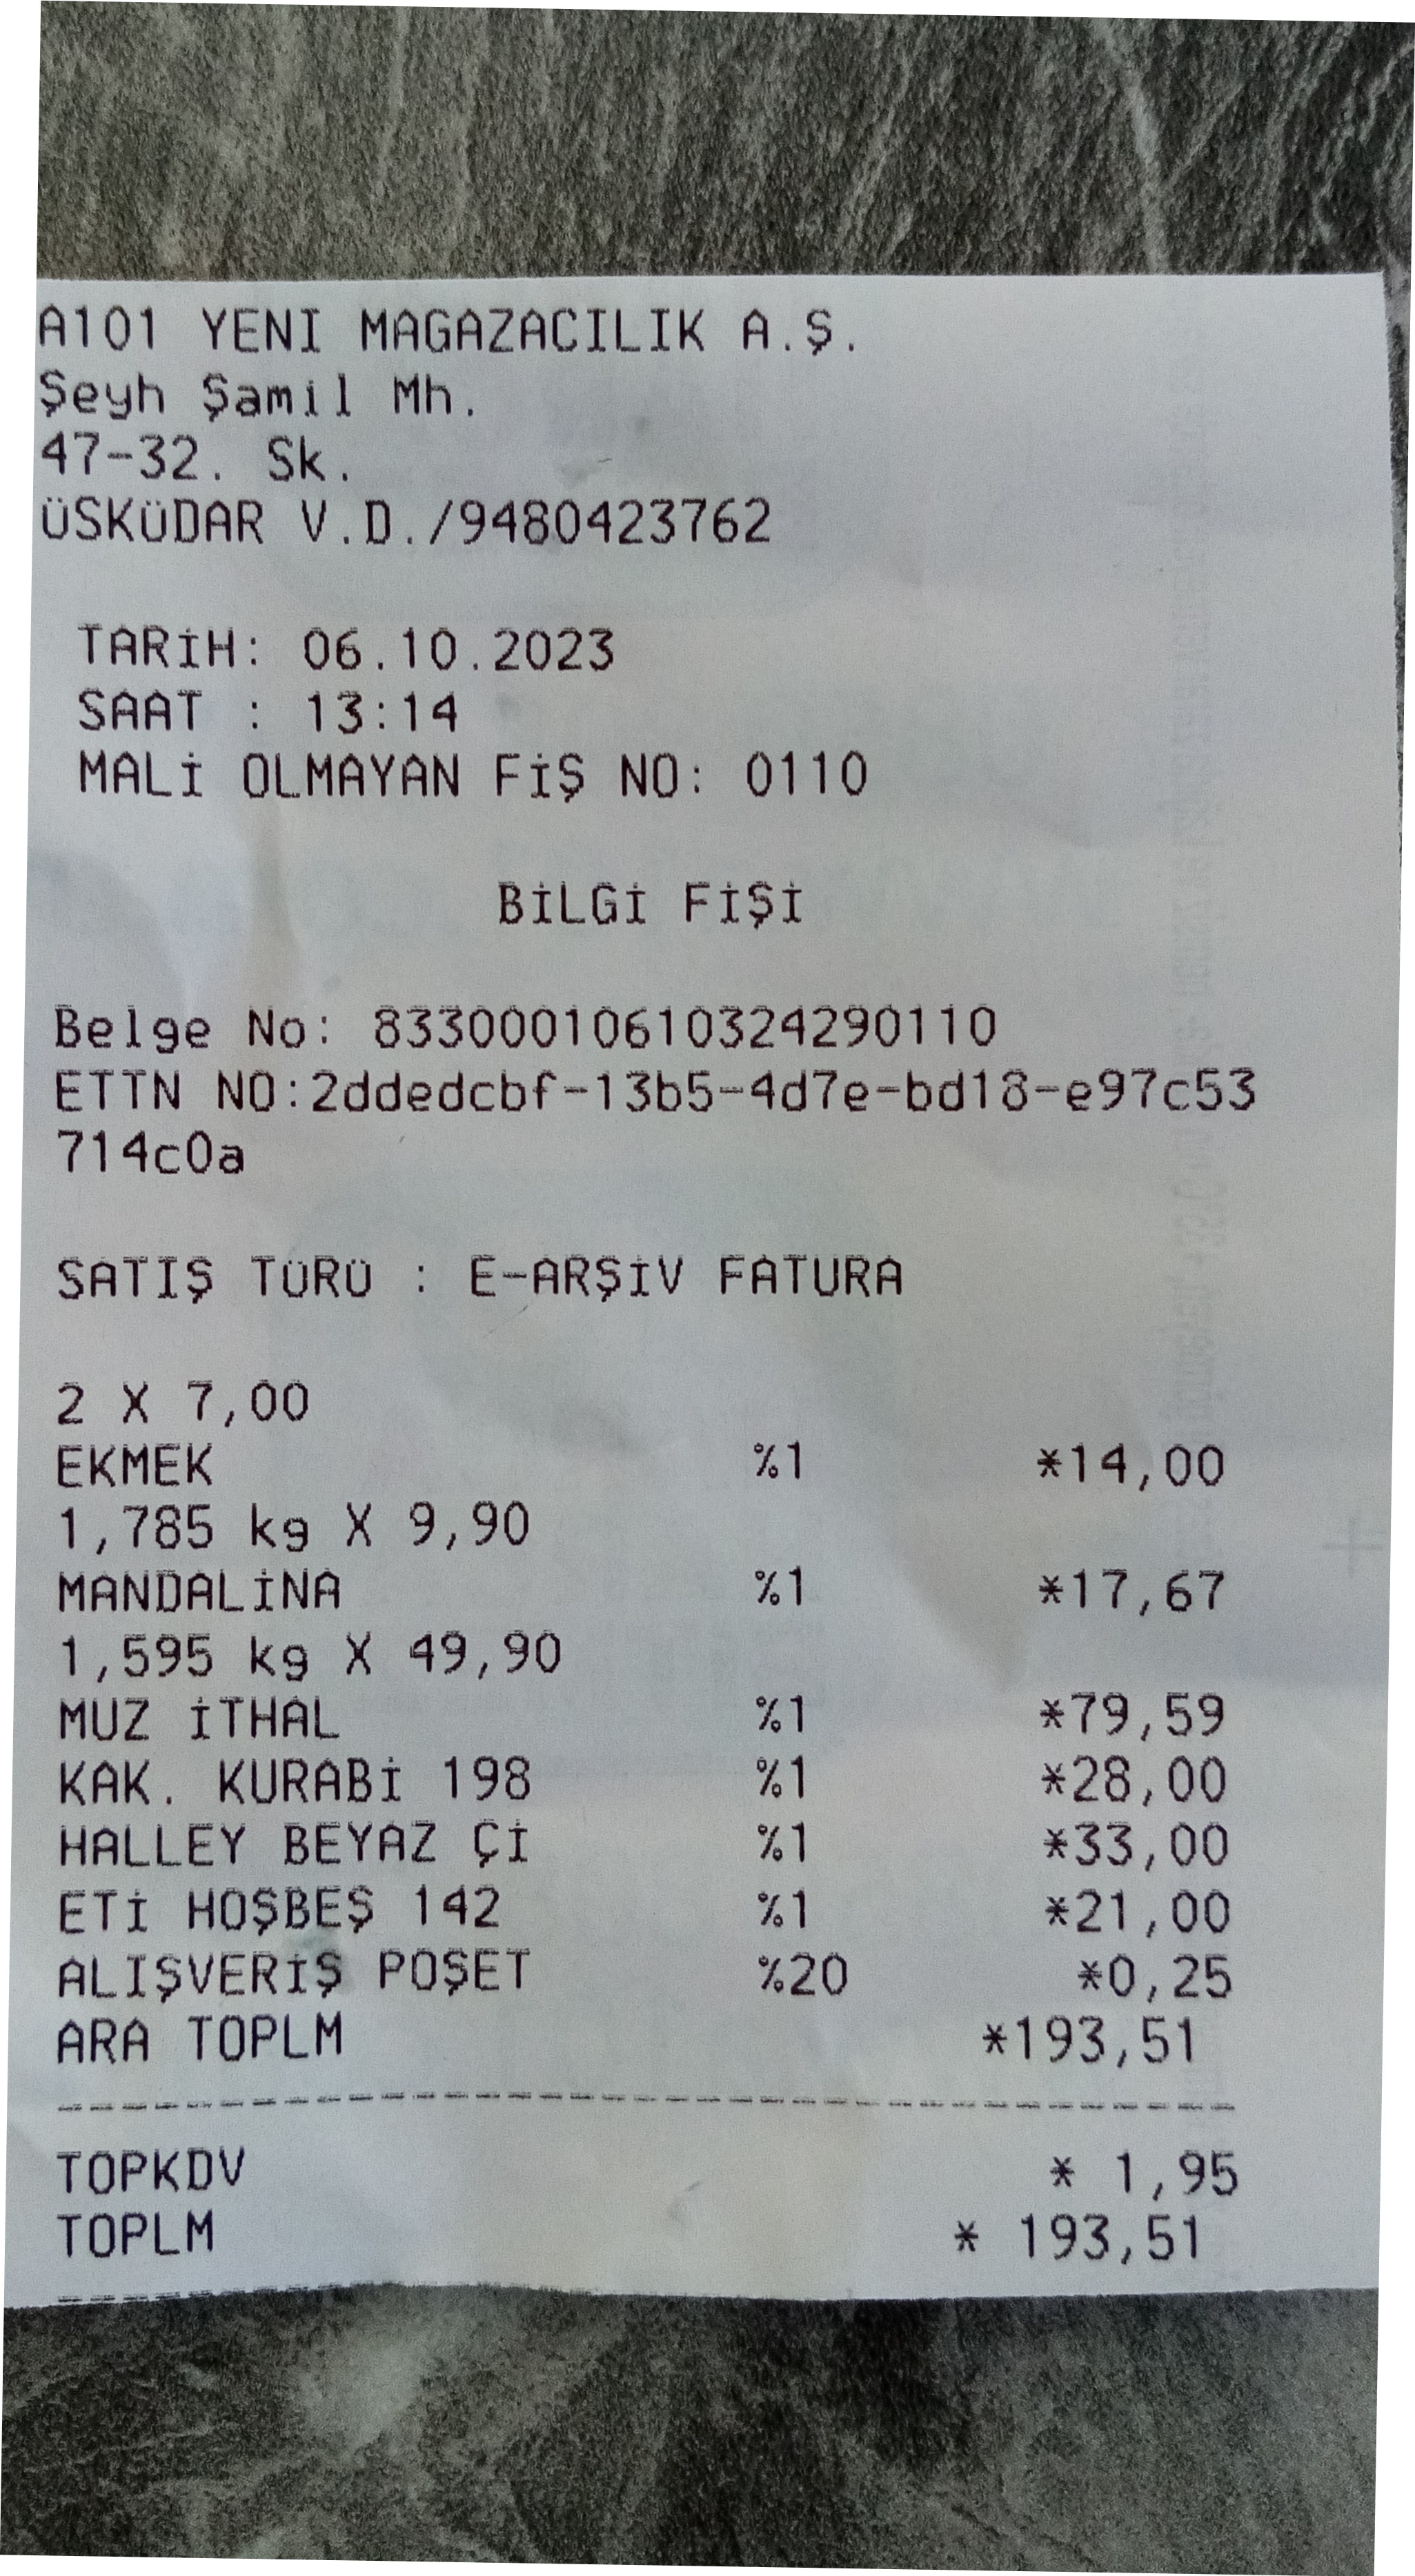 A101 YENI MAGAZACILIK A.Ş.
Şeyh Şamil Mh.
47-32. Sk.
ÜSKÜDAR V.D./9480423762
TARİH: 06.10.2023
SAAT : 13:14
MALİ OLMAYAN FİŞ NO: 0110
BİLGİ FİŞİ
Belge No: 83300010610324290110
ETTN NO:2ddedcbf-13b5-4d7e-bd18-e97c53
714c0a
SATIŞ TÜRÜ : E-ARŞİV FATURA
2 X 7,00
EKMEK %1 *14,00
1,785 kg X 9,90
MANDALİNA %1 *17,67
1,595 kg X 49,90
MUZ İTHAL %1 *79,59
KAK. KURABİ 198 %1 *28,00
HALLEY BEYAZ Çİ %1 *33,00
ETİ HOŞBEŞ 142 %1 *21,00
ALIŞVERİŞ POŞET %20 *0,25
ARA TOPLM *193,51
--------------------------------------
TOPKDV * 1,95
TOPLM * 193,51